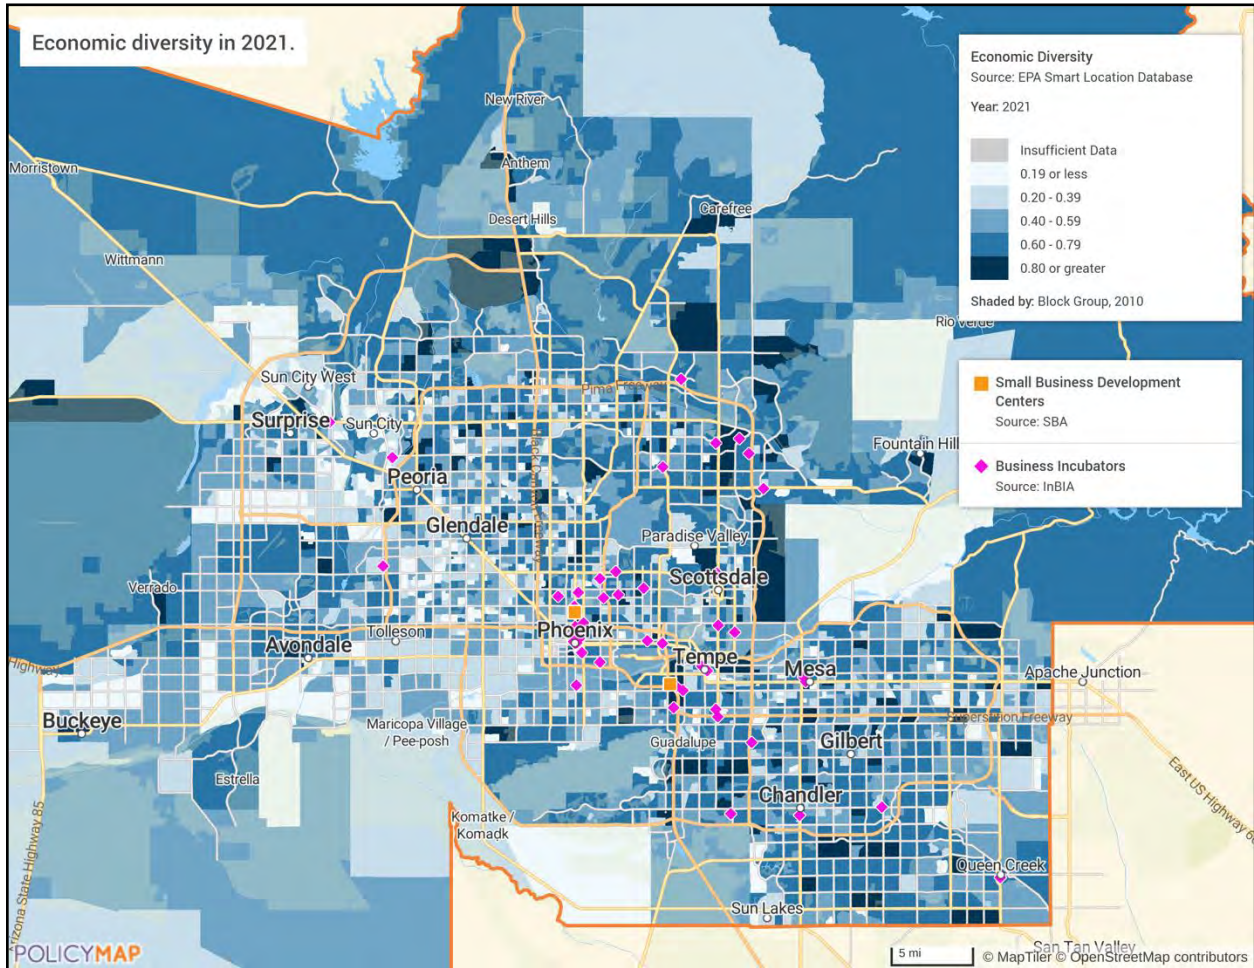 Economic diversity in 2021.
Economic Diversity
Source: EPA Smart Location Database
Year: 2021
Insufficient Data
0.19 or less
0.20 - 0.39
0.40 - 0.59
0.60 - 0.79
0.80 or greater
Shaded by: Block Group, 2010
Small Business Development
Centers
Source: SBA
Business Incubators
Source: InBIA
New River
Morristown
Anthem
Carefree
Desert Hills
Wittmann
Rio Verde
Sun City West
Pima Freeway
Surprise
Sun City
Fountain Hill
Peoria
Glendale
Paradise Valley
Scottsdale
Verrado
Phoenix
Avondale
Tolleson
Tempe
Mesa
Apache Junction
Highway
Buckeye
Maricopa Village
/ Pee-posh
Superstition Freeway
Guadalupe
Gilbert
Estrella
East US Highway 60
Chandler
Komatke /
Komaḍk
Arizona State Highway 85
Queen Creek
Sun Lakes
San Tan Valley
POLICYMAP
5 mi
© MapTiler © OpenStreetMap contributors